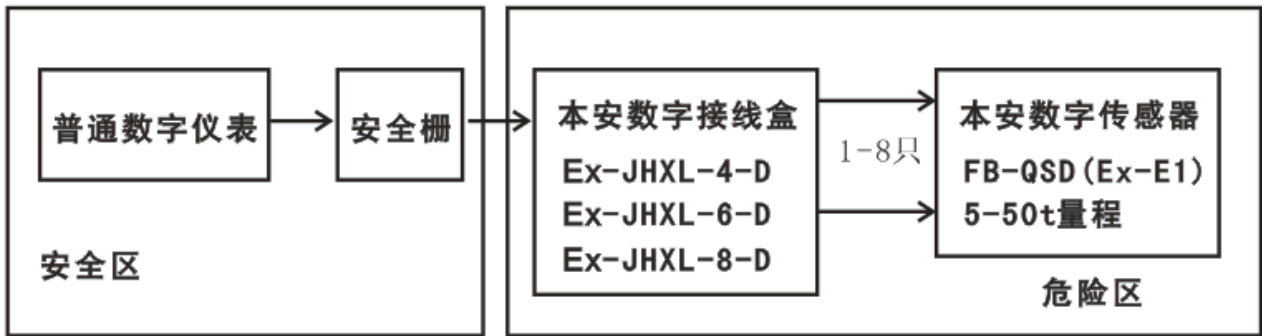 普通数字仪表
安全栅
安全区
本安数字接线盒
Ex-JHXL-4-D
Ex-JHXL-6-D
Ex-JHXL-8-D
1-8只
本安数字传感器
FB-QSD(Ex-E1)
5-50t量程
危险区